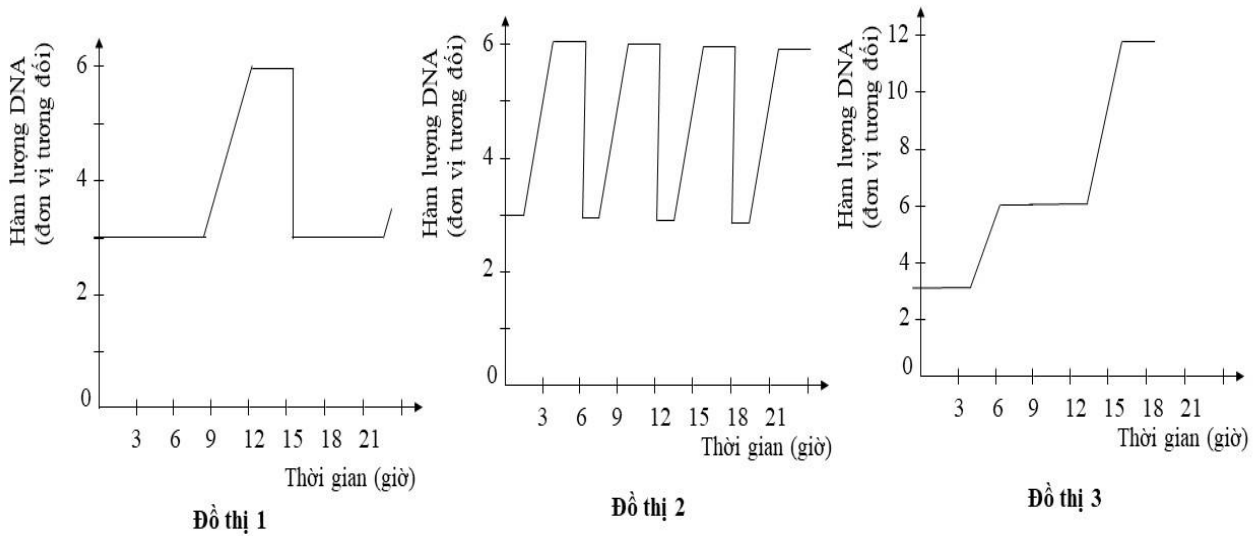 Hàm lượng DNA
(đơn vị tương đối)
6
4
2
0
3 6 9 12 15 18 21
Thời gian (giờ)
Đồ thị 1
Hàm lượng DNA
(đơn vị tương đối)
6
4
2
0
3 6 9 12 15 18 21
Thời gian (giờ)
Đồ thị 2
Hàm lượng DNA
(đơn vị tương đối)
12
10
8
6
4
2
0
3 6 9 12 15 18 21
Thời gian (giờ)
Đồ thị 3